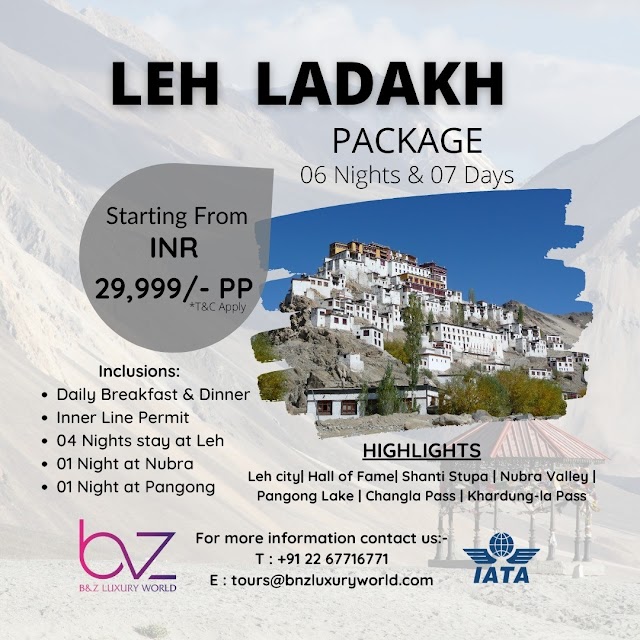 LEH LADAKH
PACKAGE
06 Nights & 07 Days
Starting From
INR
29,999/- PP
*T&C Apply
Inclusions:
• Daily Breakfast & Dinner
• Inner Line Permit
• 04 Nights stay at Leh
• 01 Night at Nubra
• 01 Night at Pangong
HIGHLIGHTS
Leh city| Hall of Fame| Shanti Stupa | Nubra Valley |
Pangong Lake | Changla Pass | Khardung-la Pass
bz
B&Z LUXURY WORLD
For more information contact us:-
T : +91 22 67716771
E : tours@bnzluxuryworld.com
IATA